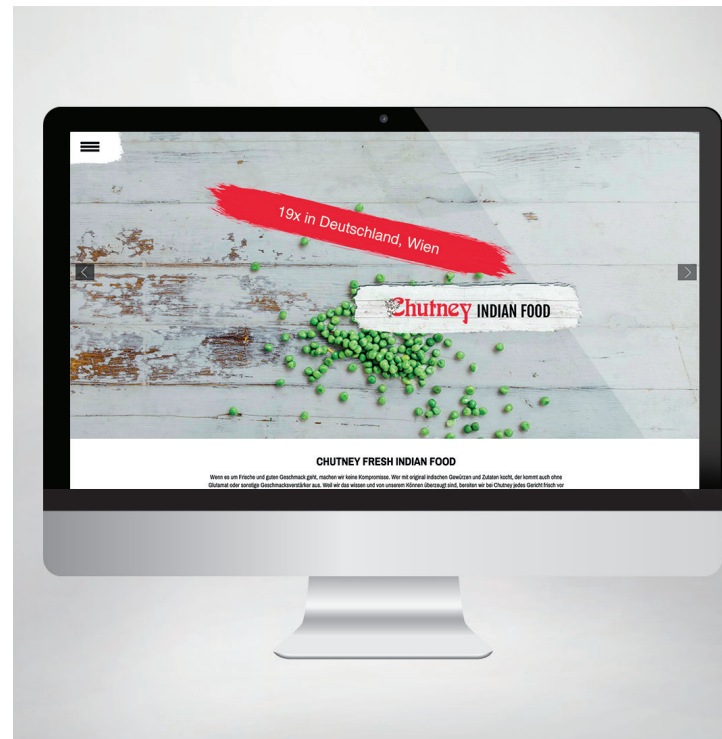 19x in Deutschland, Wien
Chutney INDIAN FOOD
CHUTNEY FRESH INDIAN FOOD
Wenn es um Frische und guten Geschmack geht, machen wir keine Kompromisse. Wer mit original indischen Gewürzen und Zutaten kocht, der kommt auch ohne
Glutamat oder sonstige Geschmacksverstärker aus. Weil wir das wissen und von unserem Können überzeugt sind, bereiten wir bei Chutney jedes Gericht frisch vor